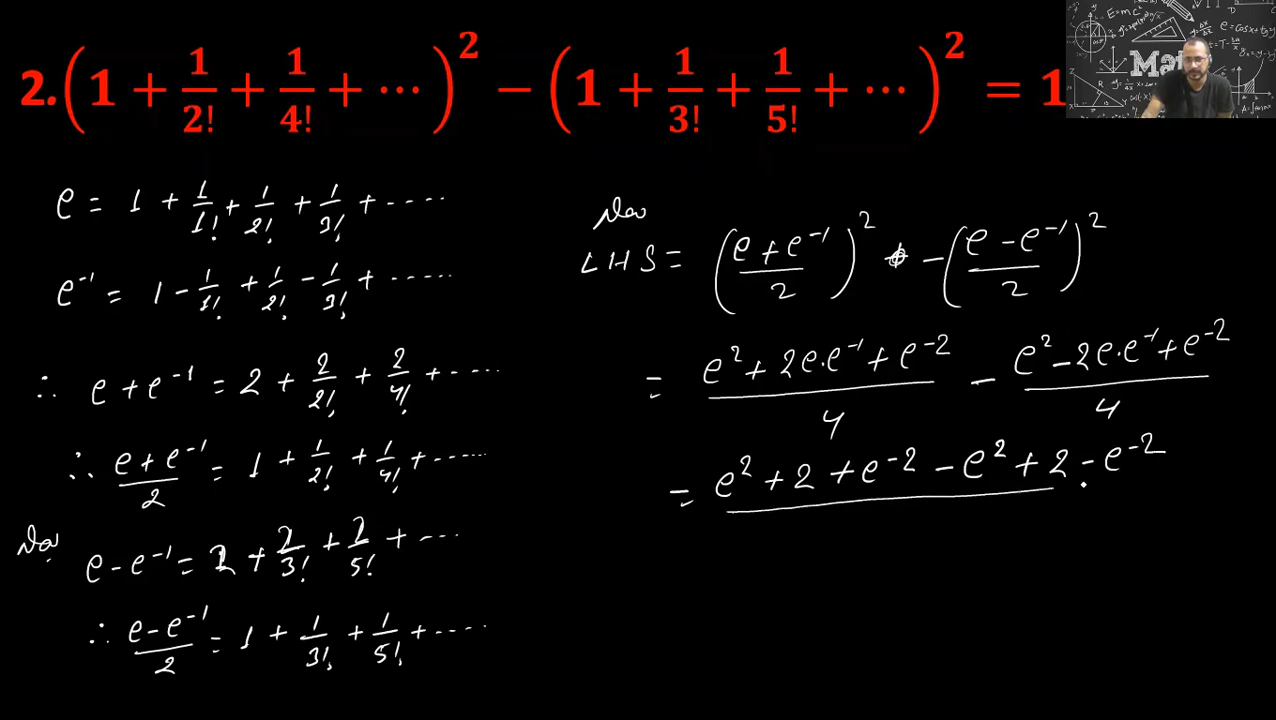 2. (1 + 1/2! + 1/4! + ⋯)² − (1 + 1/3! + 1/5! + ⋯)² = 1
e = 1 + 1/1! + 1/2! + 1/3! + .....
e⁻¹ = 1 - 1/1! + 1/2! - 1/3! + ......
∴ e + e⁻¹ = 2 + 2/2! + 2/4! + .....
∴ (e + e⁻¹)/2 = 1 + 1/2! + 1/4! + .....
Now
e - e⁻¹ = 2 + 2/3! + 2/5! + ....
∴ (e - e⁻¹)/2 = 1 + 1/3! + 1/5! + .....
Now
LHS = ((e + e⁻¹)/2)² - ((e - e⁻¹)/2)²
= (e² + 2e·e⁻¹ + e⁻²)/4 - (e² - 2e·e⁻¹ + e⁻²)/4
= e² + 2 + e⁻² - e² + 2 - e⁻²